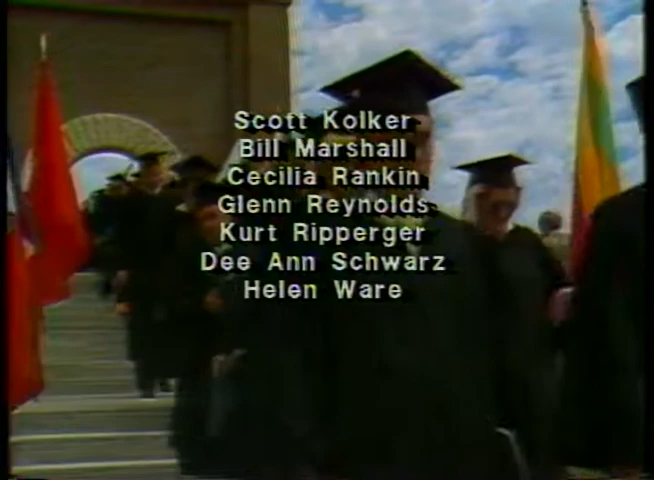 Scott Kolker
Bill Marshall
Cecilia Rankin
Glenn Reynolds
Kurt Ripperger
Dee Ann Schwarz
Helen Ware